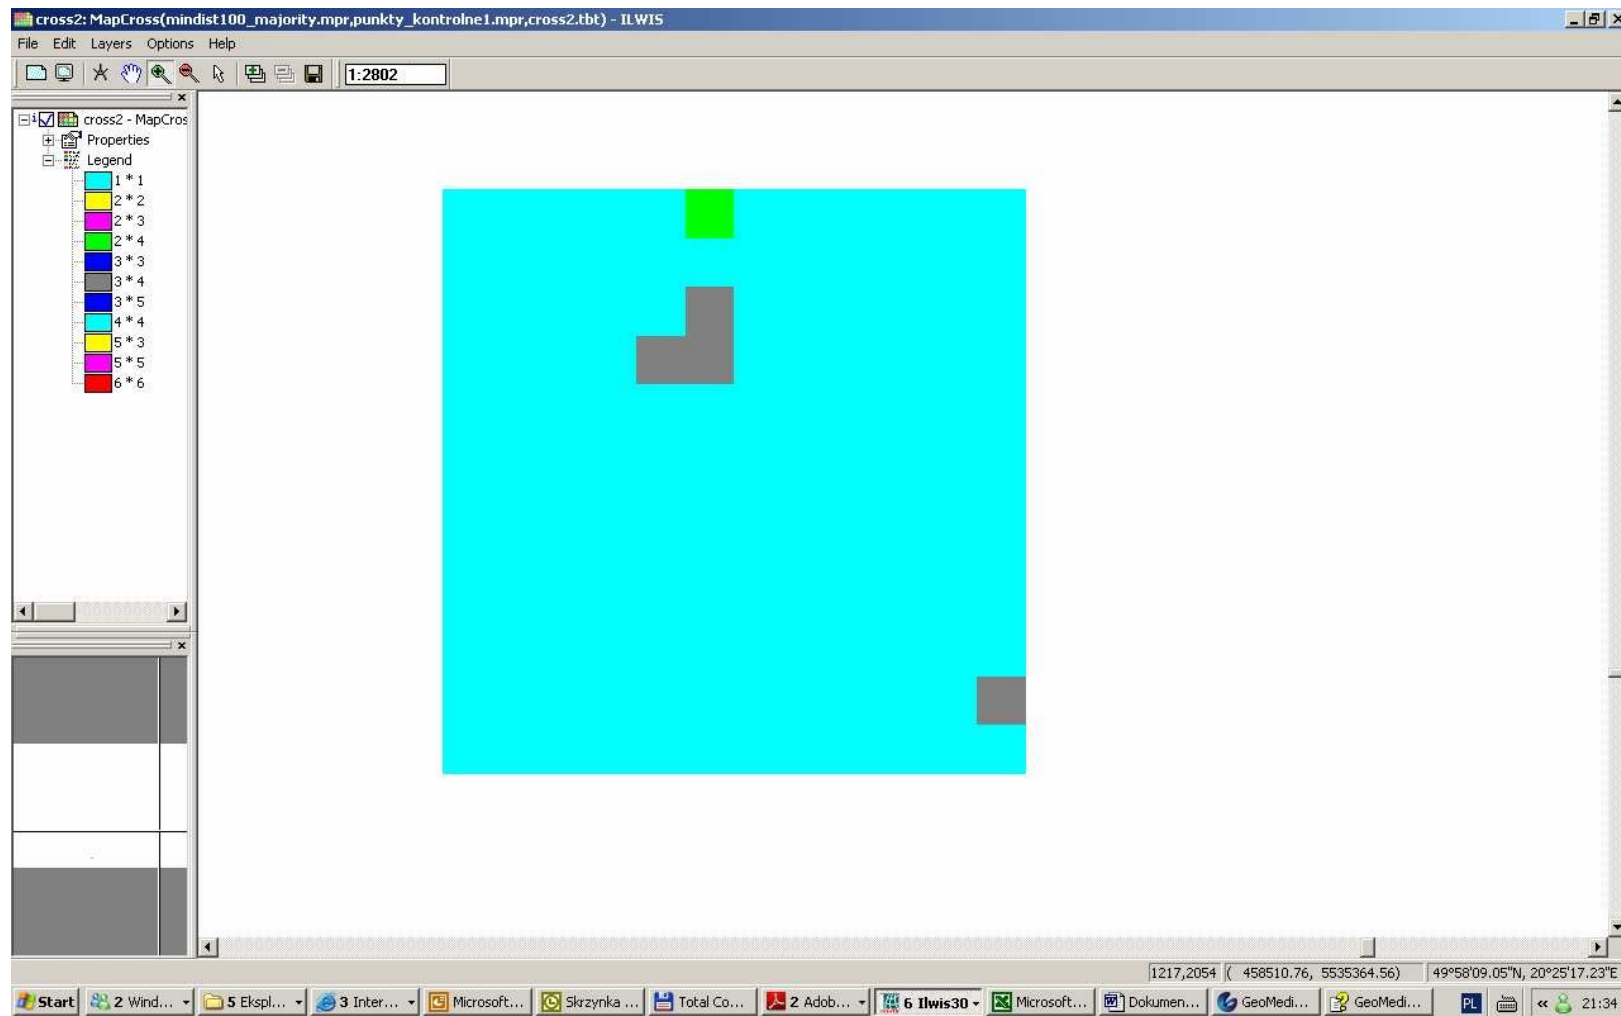 cross2: MapCross(mindist100_majority.mpr,punkty_kontrolne1.mpr,cross2.tbt) - ILWIS
File Edit Layers Options Help
1:2802
cross2 - MapCros
Properties
Legend
1 * 1
2 * 2
2 * 3
2 * 4
3 * 3
3 * 4
3 * 5
4 * 4
5 * 3
5 * 5
6 * 6
1217,2054 ( 458510.76, 5535364.56) 49°58'09.05"N, 20°25'17.23"E
Start 2 Wind... 5 Ekspl... 3 Inter... Microsoft... Skrzynka ... Total Co... 2 Adob... 6 Ilwis30 Microsoft... Dokumen... GeoMedi... GeoMedi... PL « 21:34